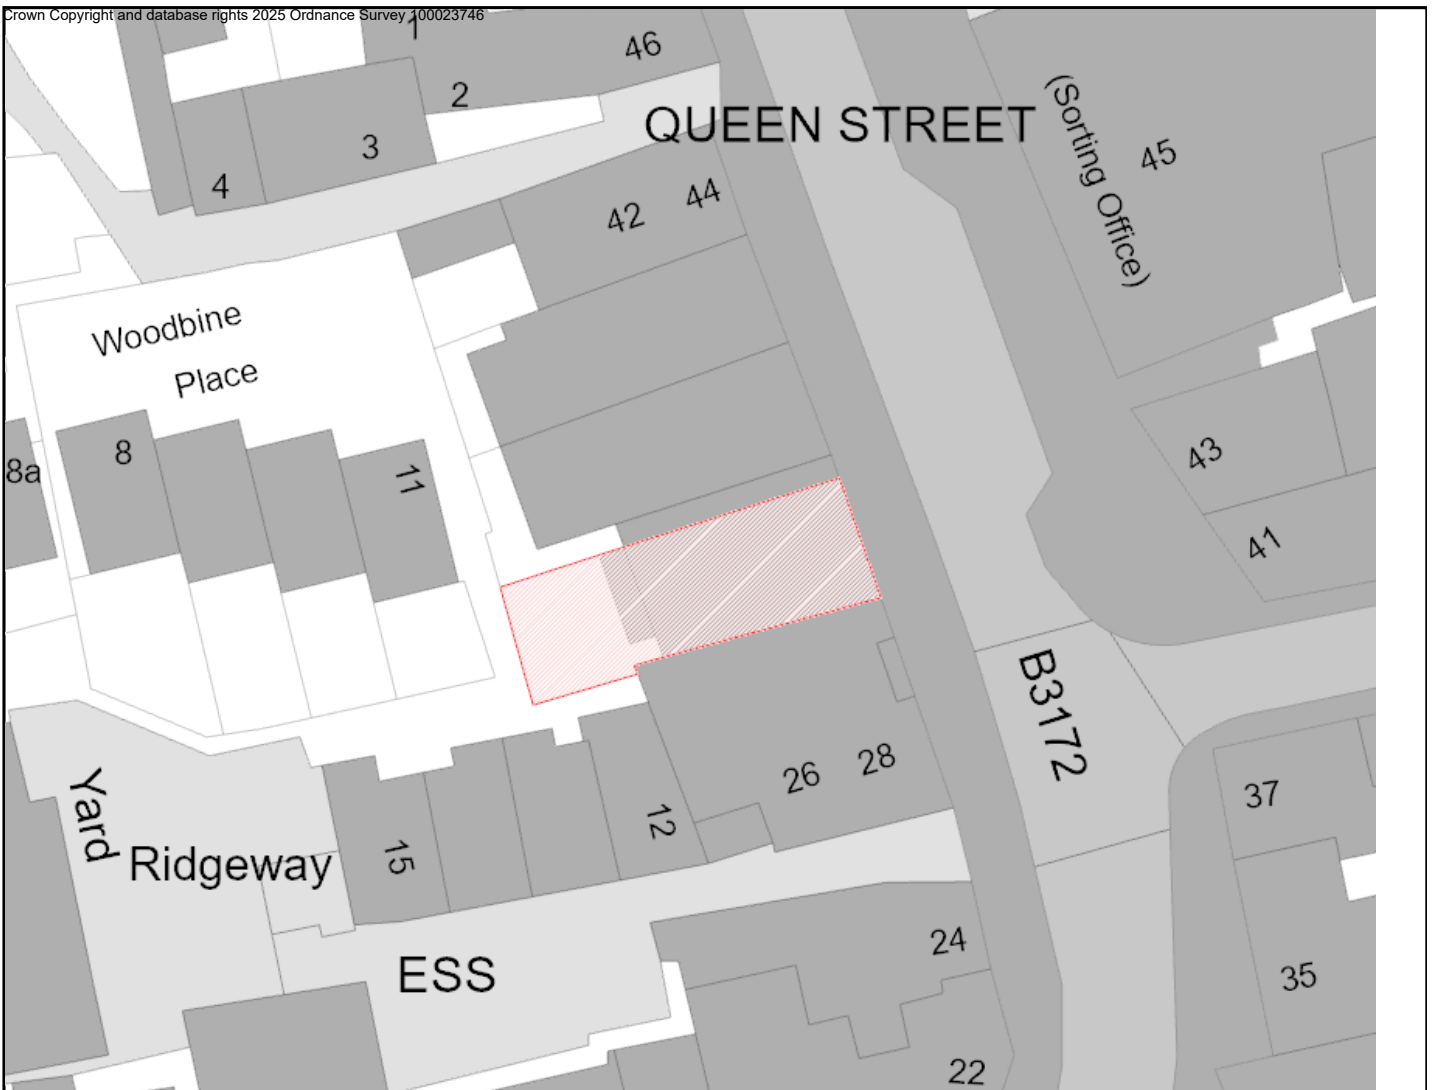 Crown Copyright and database rights 2025 Ordnance Survey 100023746
1
46
2
QUEEN STREET
3
4
(Sorting Office)
45
42
44
Woodbine
Place
8
8a
11
43
41
B3172
26
28
37
Yard
12
15
Ridgeway
24
ESS
35
22